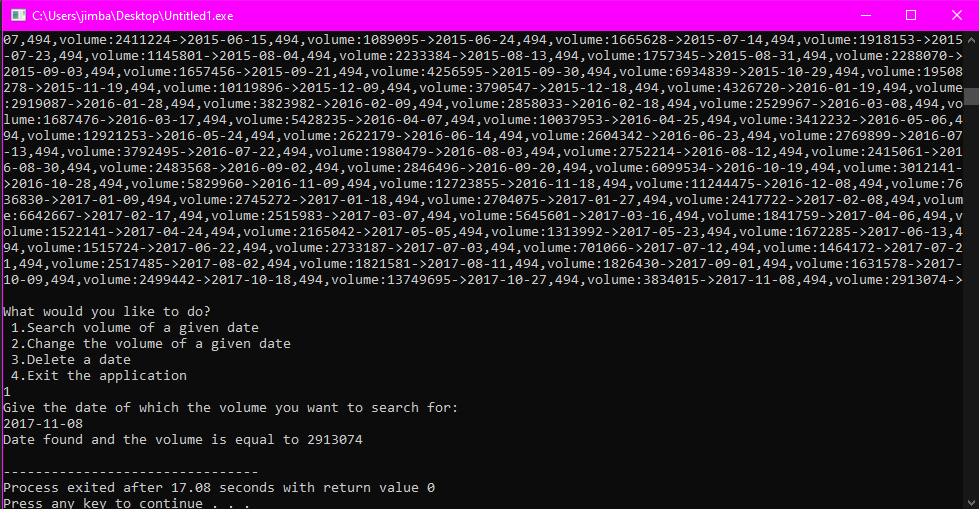 C:\Users\jimba\Desktop\Untitled1.exe
07,494,volume:2411224->2015-06-15,494,volume:1089095->2015-06-24,494,volume:1665628->2015-07-14,494,volume:1918153->2015
-07-23,494,volume:1145801->2015-08-04,494,volume:2233384->2015-08-13,494,volume:1757345->2015-08-31,494,volume:2288070->
2015-09-03,494,volume:1657456->2015-09-21,494,volume:4256595->2015-09-30,494,volume:6934839->2015-10-29,494,volume:19508
278->2015-11-19,494,volume:10119896->2015-12-09,494,volume:3790547->2015-12-18,494,volume:4326720->2016-01-19,494,volume
:2919087->2016-01-28,494,volume:3823982->2016-02-09,494,volume:2858033->2016-02-18,494,volume:2529967->2016-03-08,494,vo
lume:1687476->2016-03-17,494,volume:5428235->2016-04-07,494,volume:10037953->2016-04-25,494,volume:3412232->2016-05-06,4
94,volume:12921253->2016-05-24,494,volume:2622179->2016-06-14,494,volume:2604342->2016-06-23,494,volume:2769899->2016-07
-13,494,volume:3792495->2016-07-22,494,volume:1980479->2016-08-03,494,volume:2752214->2016-08-12,494,volume:2415061->201
6-08-30,494,volume:2483568->2016-09-02,494,volume:2846496->2016-09-20,494,volume:6099534->2016-10-19,494,volume:3012141-
>2016-10-28,494,volume:5829960->2016-11-09,494,volume:12723855->2016-11-18,494,volume:11244475->2016-12-08,494,volume:76
36830->2017-01-09,494,volume:2745272->2017-01-18,494,volume:2704075->2017-01-27,494,volume:2417722->2017-02-08,494,volum
e:6642667->2017-02-17,494,volume:2515983->2017-03-07,494,volume:5645601->2017-03-16,494,volume:1841759->2017-04-06,494,v
olume:1522141->2017-04-24,494,volume:2165042->2017-05-05,494,volume:1313992->2017-05-23,494,volume:1672285->2017-06-13,4
94,volume:1515724->2017-06-22,494,volume:2733187->2017-07-03,494,volume:701066->2017-07-12,494,volume:1464172->2017-07-2
1,494,volume:2517485->2017-08-02,494,volume:1821581->2017-08-11,494,volume:1826430->2017-09-01,494,volume:1631578->2017-
10-09,494,volume:2499442->2017-10-18,494,volume:13749695->2017-10-27,494,volume:3834015->2017-11-08,494,volume:2913074->
What would you like to do?
1.Search volume of a given date
2.Change the volume of a given date
3.Delete a date
4.Exit the application
1
Give the date of which the volume you want to search for:
2017-11-08
Date found and the volume is equal to 2913074
--------------------------------
Process exited after 17.08 seconds with return value 0
Press any key to continue . . .